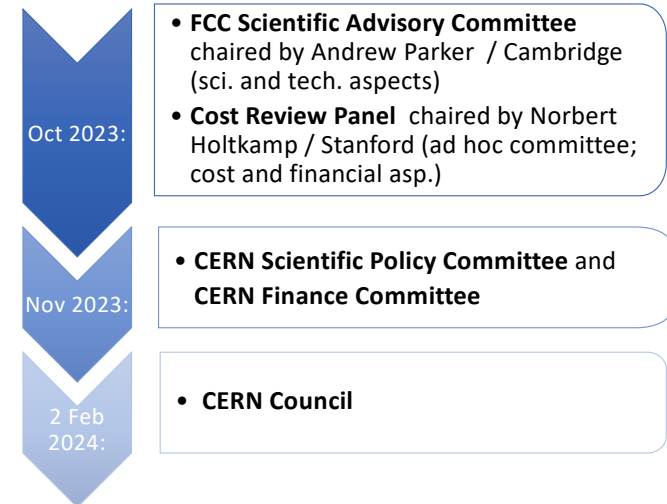 Oct 2023:
• FCC Scientific Advisory Committee
chaired by Andrew Parker / Cambridge
(sci. and tech. aspects)
• Cost Review Panel chaired by Norbert
Holtkamp / Stanford (ad hoc committee;
cost and financial asp.)
Nov 2023:
• CERN Scientific Policy Committee and
CERN Finance Committee
2 Feb
2024:
• CERN Council